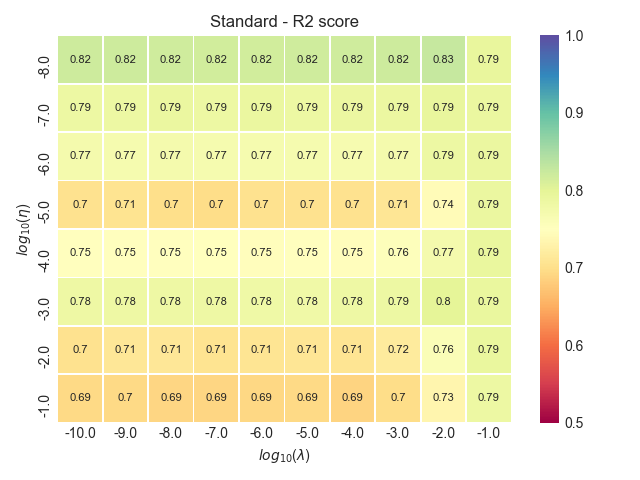 Standard - R2 score
-8.0 0.82 0.82 0.82 0.82 0.82 0.82 0.82 0.82 0.83 0.79
-7.0 0.79 0.79 0.79 0.79 0.79 0.79 0.79 0.79 0.79 0.79
-6.0 0.77 0.77 0.77 0.77 0.77 0.77 0.77 0.77 0.79 0.79
-5.0 0.7 0.71 0.7 0.7 0.7 0.7 0.7 0.71 0.74 0.79
-4.0 0.75 0.75 0.75 0.75 0.75 0.75 0.75 0.76 0.77 0.79
-3.0 0.78 0.78 0.78 0.78 0.78 0.78 0.78 0.79 0.8 0.79
-2.0 0.7 0.71 0.71 0.71 0.71 0.71 0.71 0.72 0.76 0.79
-1.0 0.69 0.7 0.69 0.69 0.69 0.69 0.69 0.7 0.73 0.79
-10.0 -9.0 -8.0 -7.0 -6.0 -5.0 -4.0 -3.0 -2.0 -1.0
log10(λ)
log10(η)
1.0
0.9
0.8
0.7
0.6
0.5